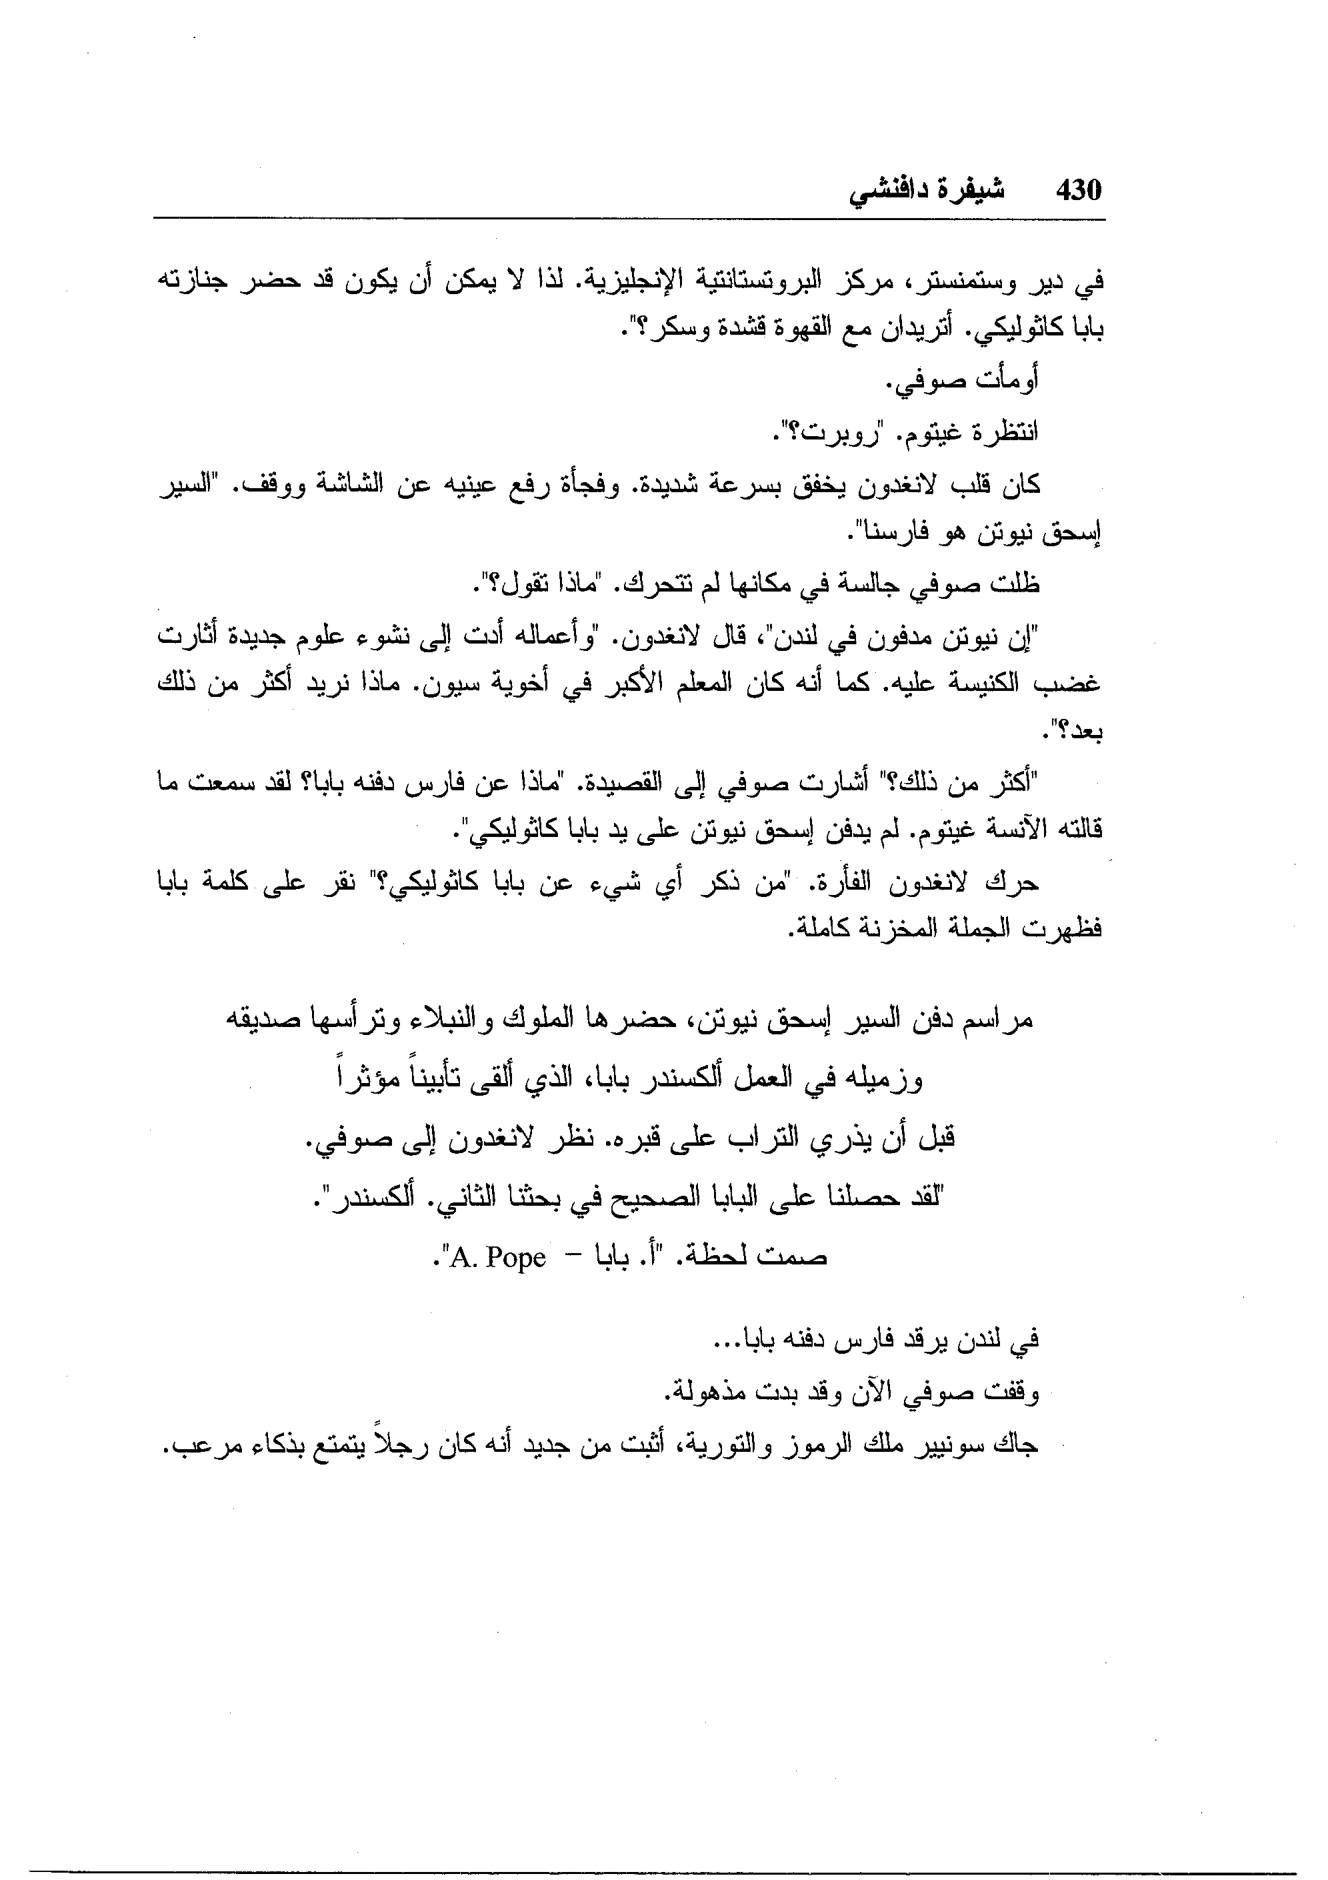 430 شيفرة دافنشي
في دير وستمنستر، مركز البروتستانتية الإنجليزية. لذا لا يمكن أن يكون قد حضر جنازته
بابا كاثوليكي. أتريدان مع القهوة قشدة وسكر؟".
أومأت صوفي.
انتظرة غيتوم. "روبرت؟".
كان قلب لانغدون يخفق بسرعة شديدة. وفجأة رفع عينيه عن الشاشة ووقف. "السير
إسحق نيوتن هو فارسنا".
ظلت صوفي جالسة في مكانها لم تتحرك. "ماذا تقول؟".
"إن نيوتن مدفون في لندن"، قال لانغدون. "وأعماله أدت إلى نشوء علوم جديدة أثارت
غضب الكنيسة عليه. كما أنه كان المعلم الأكبر في أخوية سيون. ماذا نريد أكثر من ذلك
بعد؟".
"أكثر من ذلك؟" أشارت صوفي إلى القصيدة. "ماذا عن فارس دفنه بابا؟ لقد سمعت ما
قالته الآنسة غيتوم. لم يدفن إسحق نيوتن على يد بابا كاثوليكي".
حرك لانغدون الفأرة. "من ذكر أي شيء عن بابا كاثوليكي؟" نقر على كلمة بابا
فظهرت الجملة المخزنة كاملة.
مراسم دفن السير إسحق نيوتن، حضرها الملوك والنبلاء وترأسها صديقه
وزميله في العمل ألكسندر بابا، الذي ألقى تأبيناً مؤثراً
قبل أن يذري التراب على قبره. نظر لانغدون إلى صوفي.
"لقد حصلنا على البابا الصحيح في بحثنا الثاني. ألكسندر".
صمت لحظة. "أ. بابا – A. Pope".
في لندن يرقد فارس دفنه بابا...
وقفت صوفي الآن وقد بدت مذهولة.
جاك سونيير ملك الرموز والتورية، أثبت من جديد أنه كان رجلاً يتمتع بذكاء مرعب.